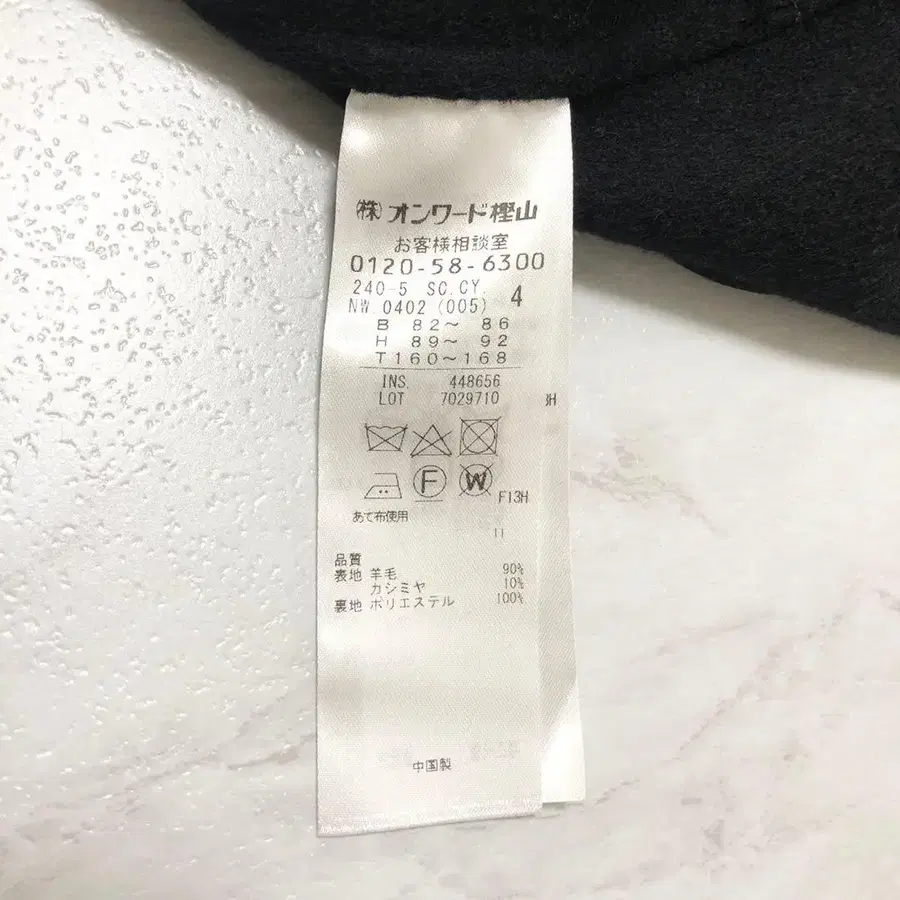 ㈱オンワード樫山
お客様相談室
0120-58-6300
240-5 SC.CY.
NW.0402 (005) 4
B 82～ 86
H 89～ 92
T160～168
INS. 448656
LOT 7029710
F W F13H
あて布使用
11
品質
表地 羊毛 90%
カシミヤ 10%
裏地 ポリエステル 100%
中国製